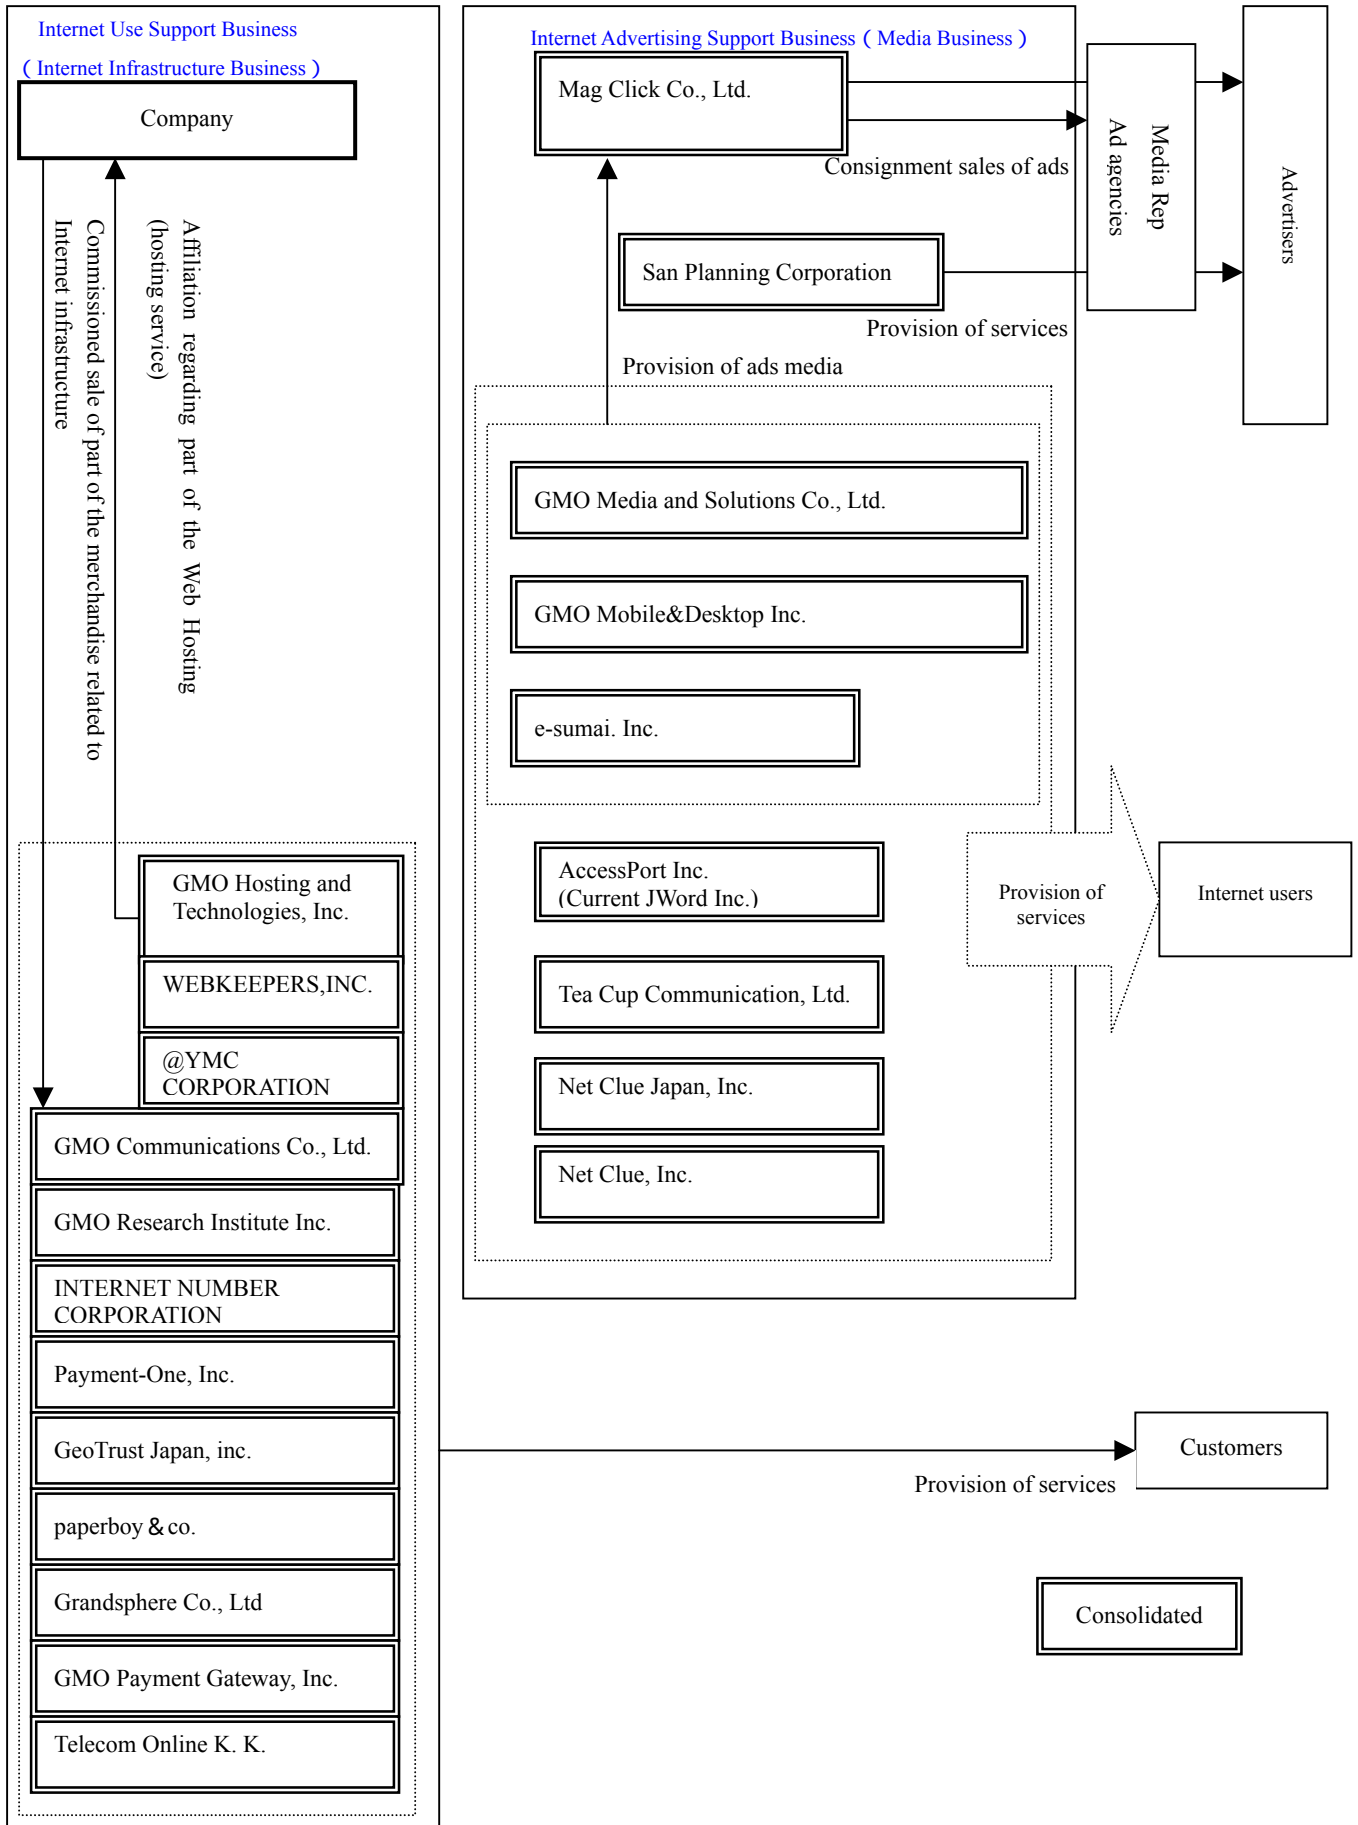 Internet Use Support Business
( Internet Infrastructure Business )
Company
Affiliation regarding part of the Web Hosting
(hosting service)
Commissioned sale of part of the merchandise related to
Internet infrastructure
GMO Hosting and
Technologies, Inc.
WEBKEEPERS,INC.
@YMC
CORPORATION
GMO Communications Co., Ltd.
GMO Research Institute Inc.
INTERNET NUMBER
CORPORATION
Payment-One, Inc.
GeoTrust Japan, inc.
paperboy&co.
Grandsphere Co., Ltd
GMO Payment Gateway, Inc.
Telecom Online K. K.
Internet Advertising Support Business ( Media Business )
Mag Click Co., Ltd.
Consignment sales of ads
Media Rep
Ad agencies
Advertisers
San Planning Corporation
Provision of services
Provision of ads media
GMO Media and Solutions Co., Ltd.
GMO Mobile&Desktop Inc.
e-sumai. Inc.
AccessPort Inc.
(Current JWord Inc.)
Tea Cup Communication, Ltd.
Net Clue Japan, Inc.
Net Clue, Inc.
Provision of
services
Internet users
Customers
Provision of services
Consolidated